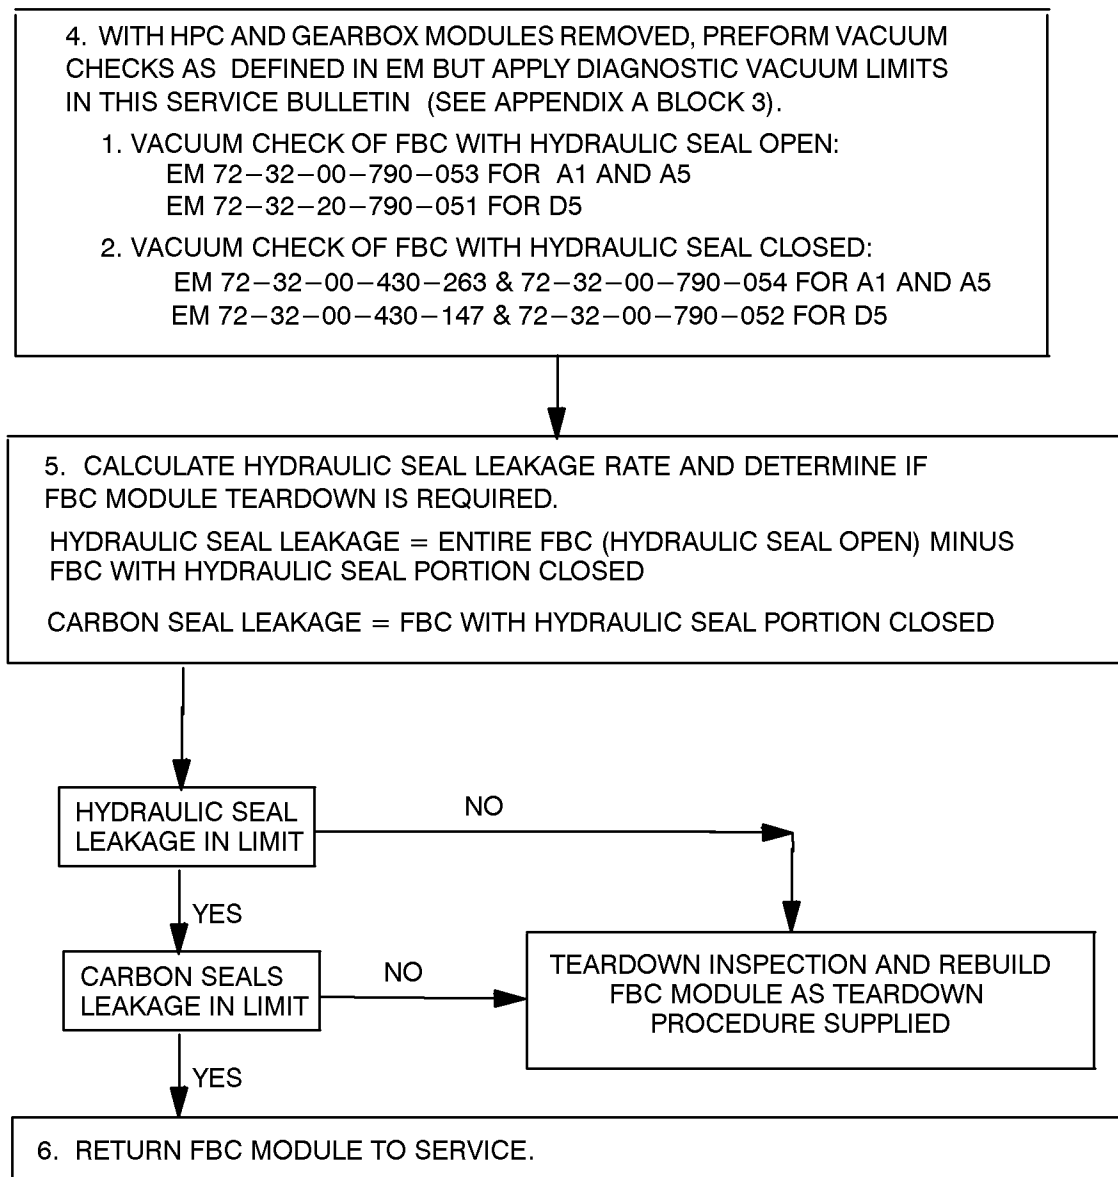 4. WITH HPC AND GEARBOX MODULES REMOVED, PREFORM VACUUM
CHECKS AS DEFINED IN EM BUT APPLY DIAGNOSTIC VACUUM LIMITS
IN THIS SERVICE BULLETIN (SEE APPENDIX A BLOCK 3).
1. VACUUM CHECK OF FBC WITH HYDRAULIC SEAL OPEN:
EM 72−32−00−790−053 FOR A1 AND A5
EM 72−32−20−790−051 FOR D5
2. VACUUM CHECK OF FBC WITH HYDRAULIC SEAL CLOSED:
EM 72−32−00−430−263 & 72−32−00−790−054 FOR A1 AND A5
EM 72−32−00−430−147 & 72−32−00−790−052 FOR D5
5. CALCULATE HYDRAULIC SEAL LEAKAGE RATE AND DETERMINE IF
FBC MODULE TEARDOWN IS REQUIRED.
HYDRAULIC SEAL LEAKAGE = ENTIRE FBC (HYDRAULIC SEAL OPEN) MINUS
FBC WITH HYDRAULIC SEAL PORTION CLOSED
CARBON SEAL LEAKAGE = FBC WITH HYDRAULIC SEAL PORTION CLOSED
HYDRAULIC SEAL
LEAKAGE IN LIMIT
NO
YES
CARBON SEALS
LEAKAGE IN LIMIT
NO
TEARDOWN INSPECTION AND REBUILD
FBC MODULE AS TEARDOWN
PROCEDURE SUPPLIED
YES
6. RETURN FBC MODULE TO SERVICE.